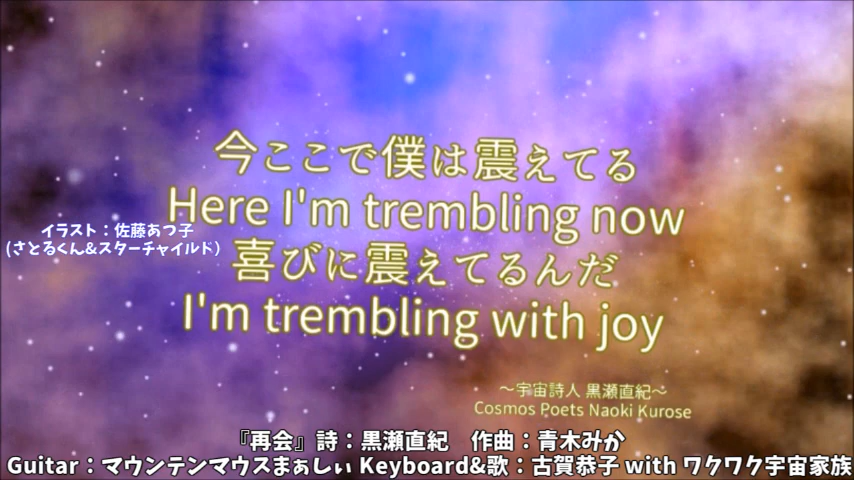 今ここで僕は震えてる
Here I'm trembling now
イラスト：佐藤あつ子
(さとるくん&スターチャイルド)
喜びに震えてるんだ
I'm trembling with joy
～宇宙詩人 黒瀬直紀～
Cosmos Poets Naoki Kurose
『再会』詩：黒瀬直紀　作曲：青木みか
Guitar：マウンテンマウスまぁしぃ Keyboard&歌：古賀恭子 with ワクワク宇宙家族